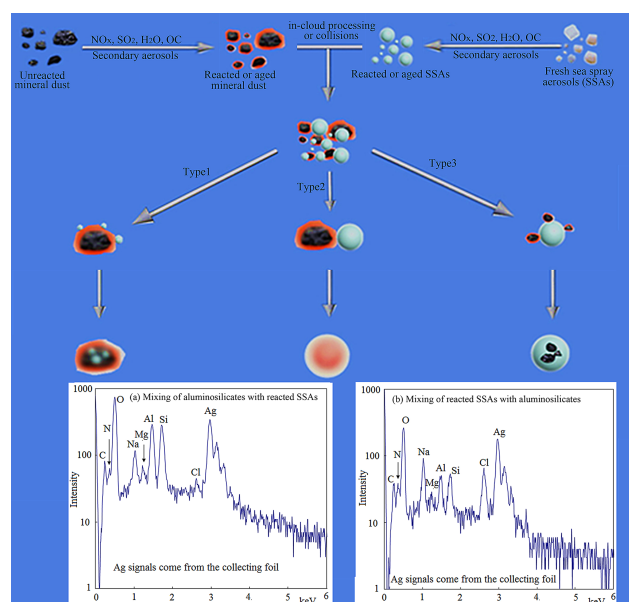 NOx, SO2, H2O, OC
Secondary aerosols
in-cloud processing
or collisions
NOx, SO2, H2O, OC
Secondary aerosols
Unreacted
mineral dust
Reacted or aged
mineral dust
Reacted or aged SSAs
Fresh sea spray
aerosols (SSAs)
Type1
Type2
Type3
(a) Mixing of aluminosilicates with reacted SSAs
1000
100
10
1
Intensity
C
N
O
Na
Mg
Al
Si
Cl
Ag
Ag signals come from the collecting foil
0 1 2 3 4 5 6
keV
(b) Mixing of reacted SSAs with aluminosilicates
1000
100
10
1
Intensity
C
N
O
Na
Mg
Al
Si
Cl
Ag
Ag signals come from the collecting foil
0 1 2 3 4 5 6
keV